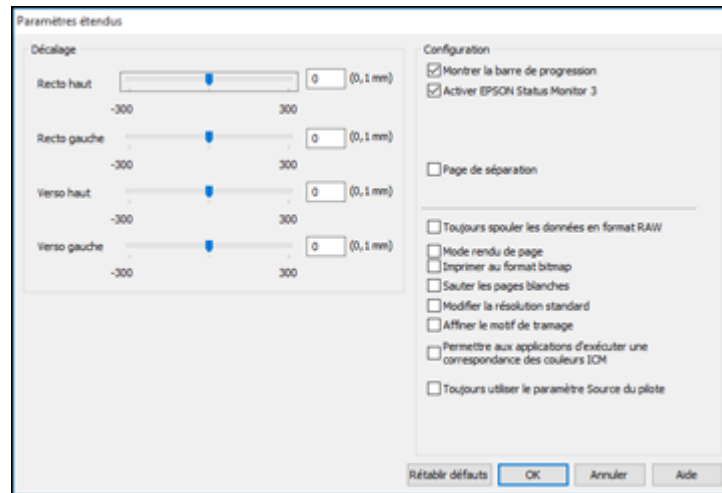 Paramètres étendus
Décalage
Recto haut
0
(0,1 mm)
-300
300
Recto gauche
0
(0,1 mm)
-300
300
Verso haut
0
(0,1 mm)
-300
300
Verso gauche
0
(0,1 mm)
-300
300
Configuration
Montrer la barre de progression
Activer EPSON Status Monitor 3
Page de séparation
Toujours spouler les données en format RAW
Mode rendu de page
Imprimer au format bitmap
Sauter les pages blanches
Modifier la résolution standard
Affiner le motif de tramage
Permettre aux applications d'exécuter une
correspondance des couleurs ICM
Toujours utiliser le paramètre Source du pilote
Rétablir défauts
OK
Annuler
Aide